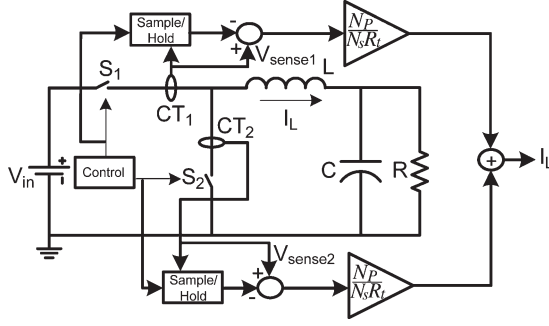 Sample/
Hold
-
+
V_sense1
N_P
N_sR_t
S_1
CT_1
L
I_L
CT_2
V_in
+
-
Control
S_2
C
R
+
I_L
V_sense2
Sample/
Hold
+
-
N_P
N_sR_t